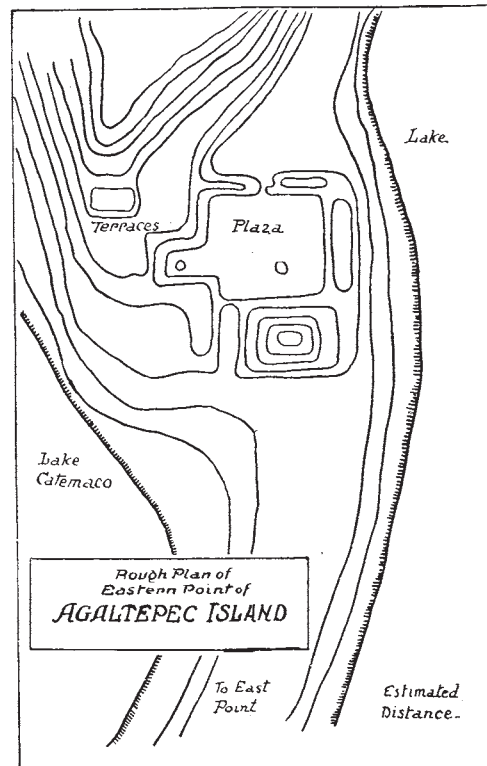 Lake
Terraces
Plaza
Lake
Catemaco
Rough Plan of
Eastern Point of
AGALTEPEC ISLAND
To East
Point
Estimated
Distance-